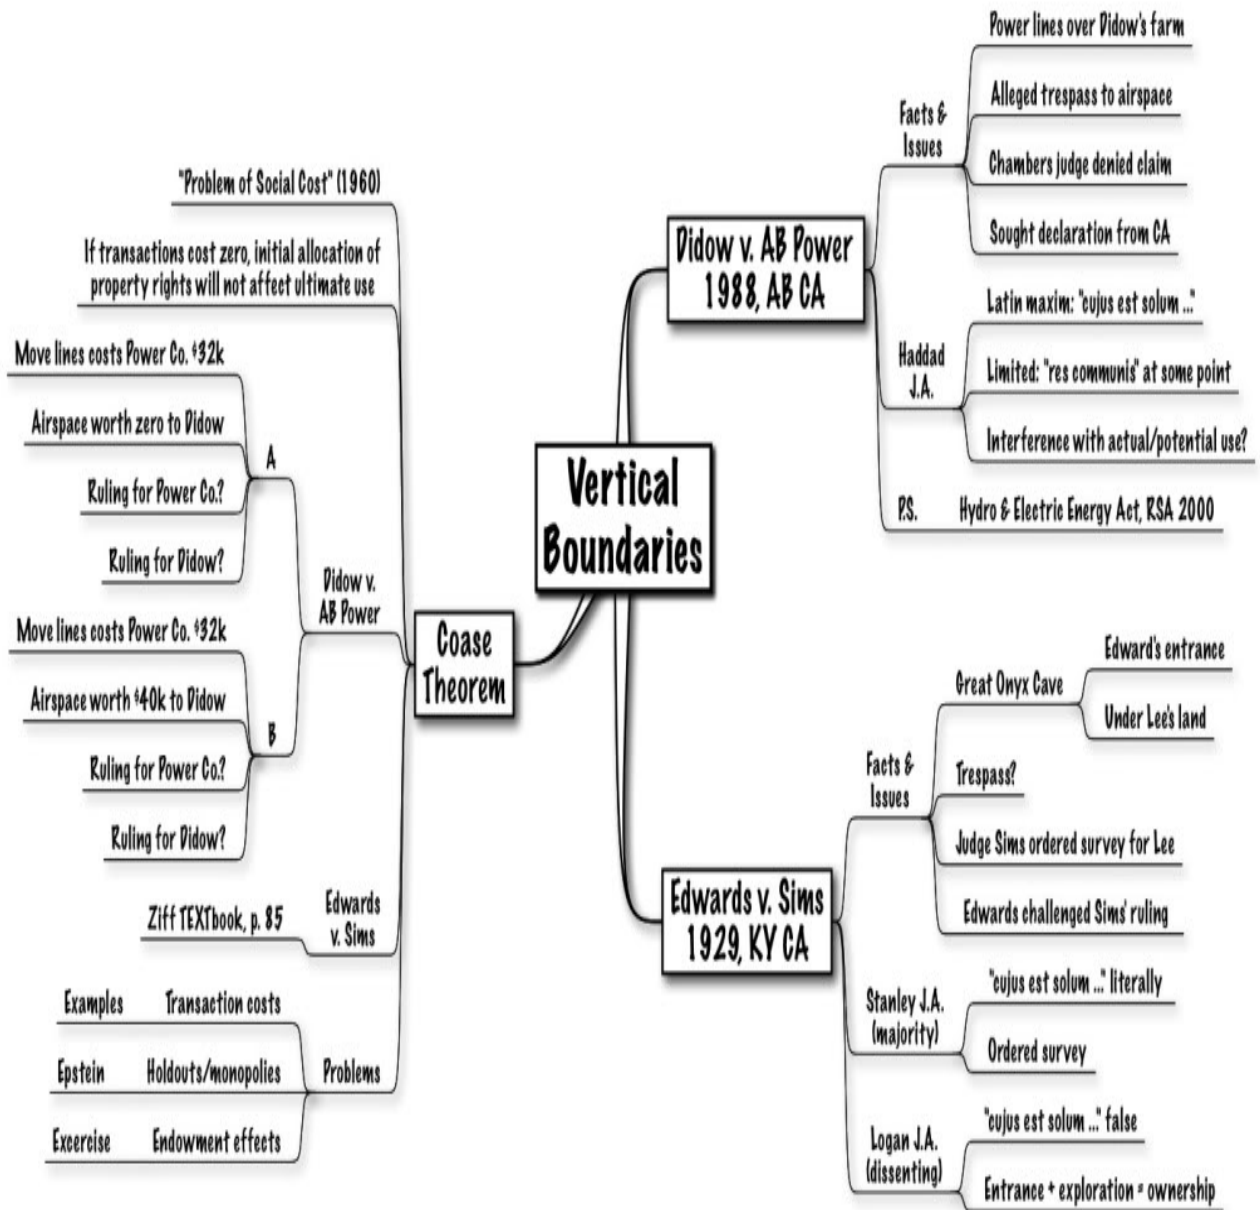 Vertical
Boundaries
Didow v. AB Power
1988, AB CA
Facts &
Issues
Power lines over Didow's farm
Alleged trespass to airspace
Chambers judge denied claim
Sought declaration from CA
Haddad
J.A.
Latin maxim: "cujus est solum ..."
Limited: "res communis" at some point
Interference with actual/potential use?
P.S. Hydro & Electric Energy Act, RSA 2000
Edwards v. Sims
1929, KY CA
Facts &
Issues
Great Onyx Cave
Edward's entrance
Under Lee's land
Trespass?
Judge Sims ordered survey for Lee
Edwards challenged Sims' ruling
Stanley J.A.
(majority)
"cujus est solum ..." literally
Ordered survey
Logan J.A.
(dissenting)
"cujus est solum ..." false
Entrance + exploration = ownership
Coase
Theorem
"Problem of Social Cost" (1960)
If transactions cost zero, initial allocation of
property rights will not affect ultimate use
Didow v.
AB Power
A
Move lines costs Power Co. $32k
Airspace worth zero to Didow
Ruling for Power Co.?
Ruling for Didow?
B
Move lines costs Power Co. $32k
Airspace worth $40k to Didow
Ruling for Power Co.?
Ruling for Didow?
Edwards
v. Sims
Ziff TEXTbook, p. 85
Problems
Examples Transaction costs
Epstein Holdouts/monopolies
Excercise Endowment effects